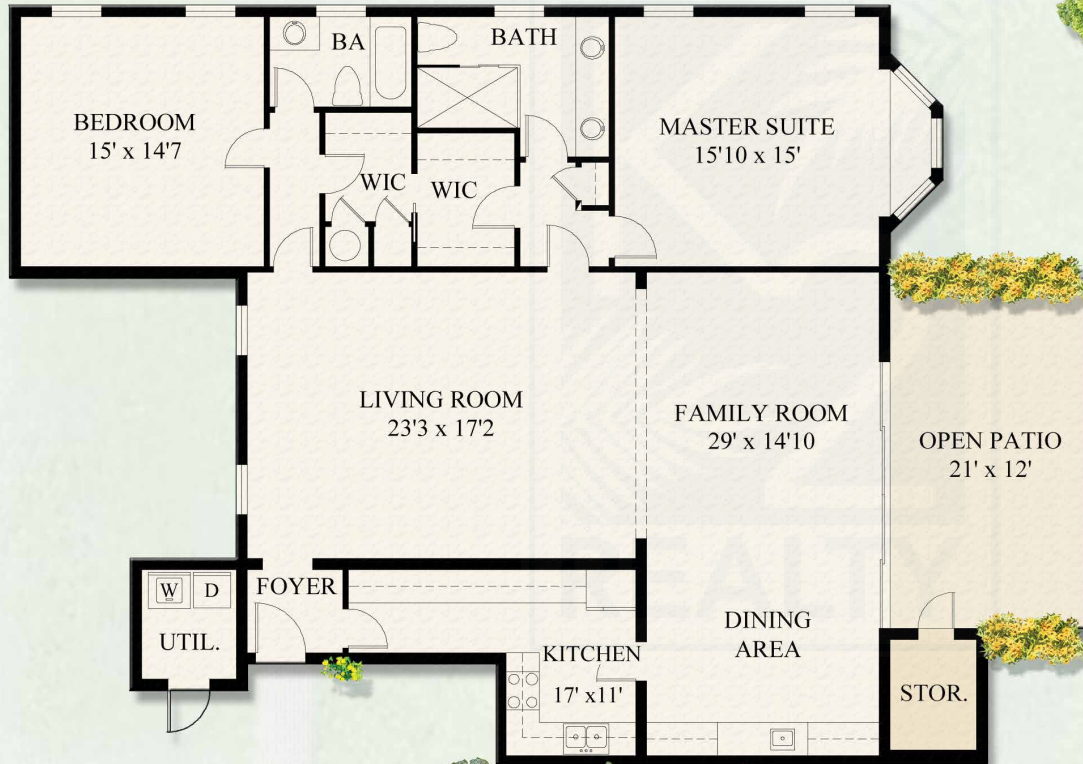 BEDROOM
15' x 14'7
BA
BATH
MASTER SUITE
15'10 x 15'
WIC
WIC
LIVING ROOM
23'3 x 17'2
FAMILY ROOM
29' x 14'10
OPEN PATIO
21' x 12'
REALTY
W
D
UTIL.
FOYER
KITCHEN
17' x11'
DINING
AREA
STOR.